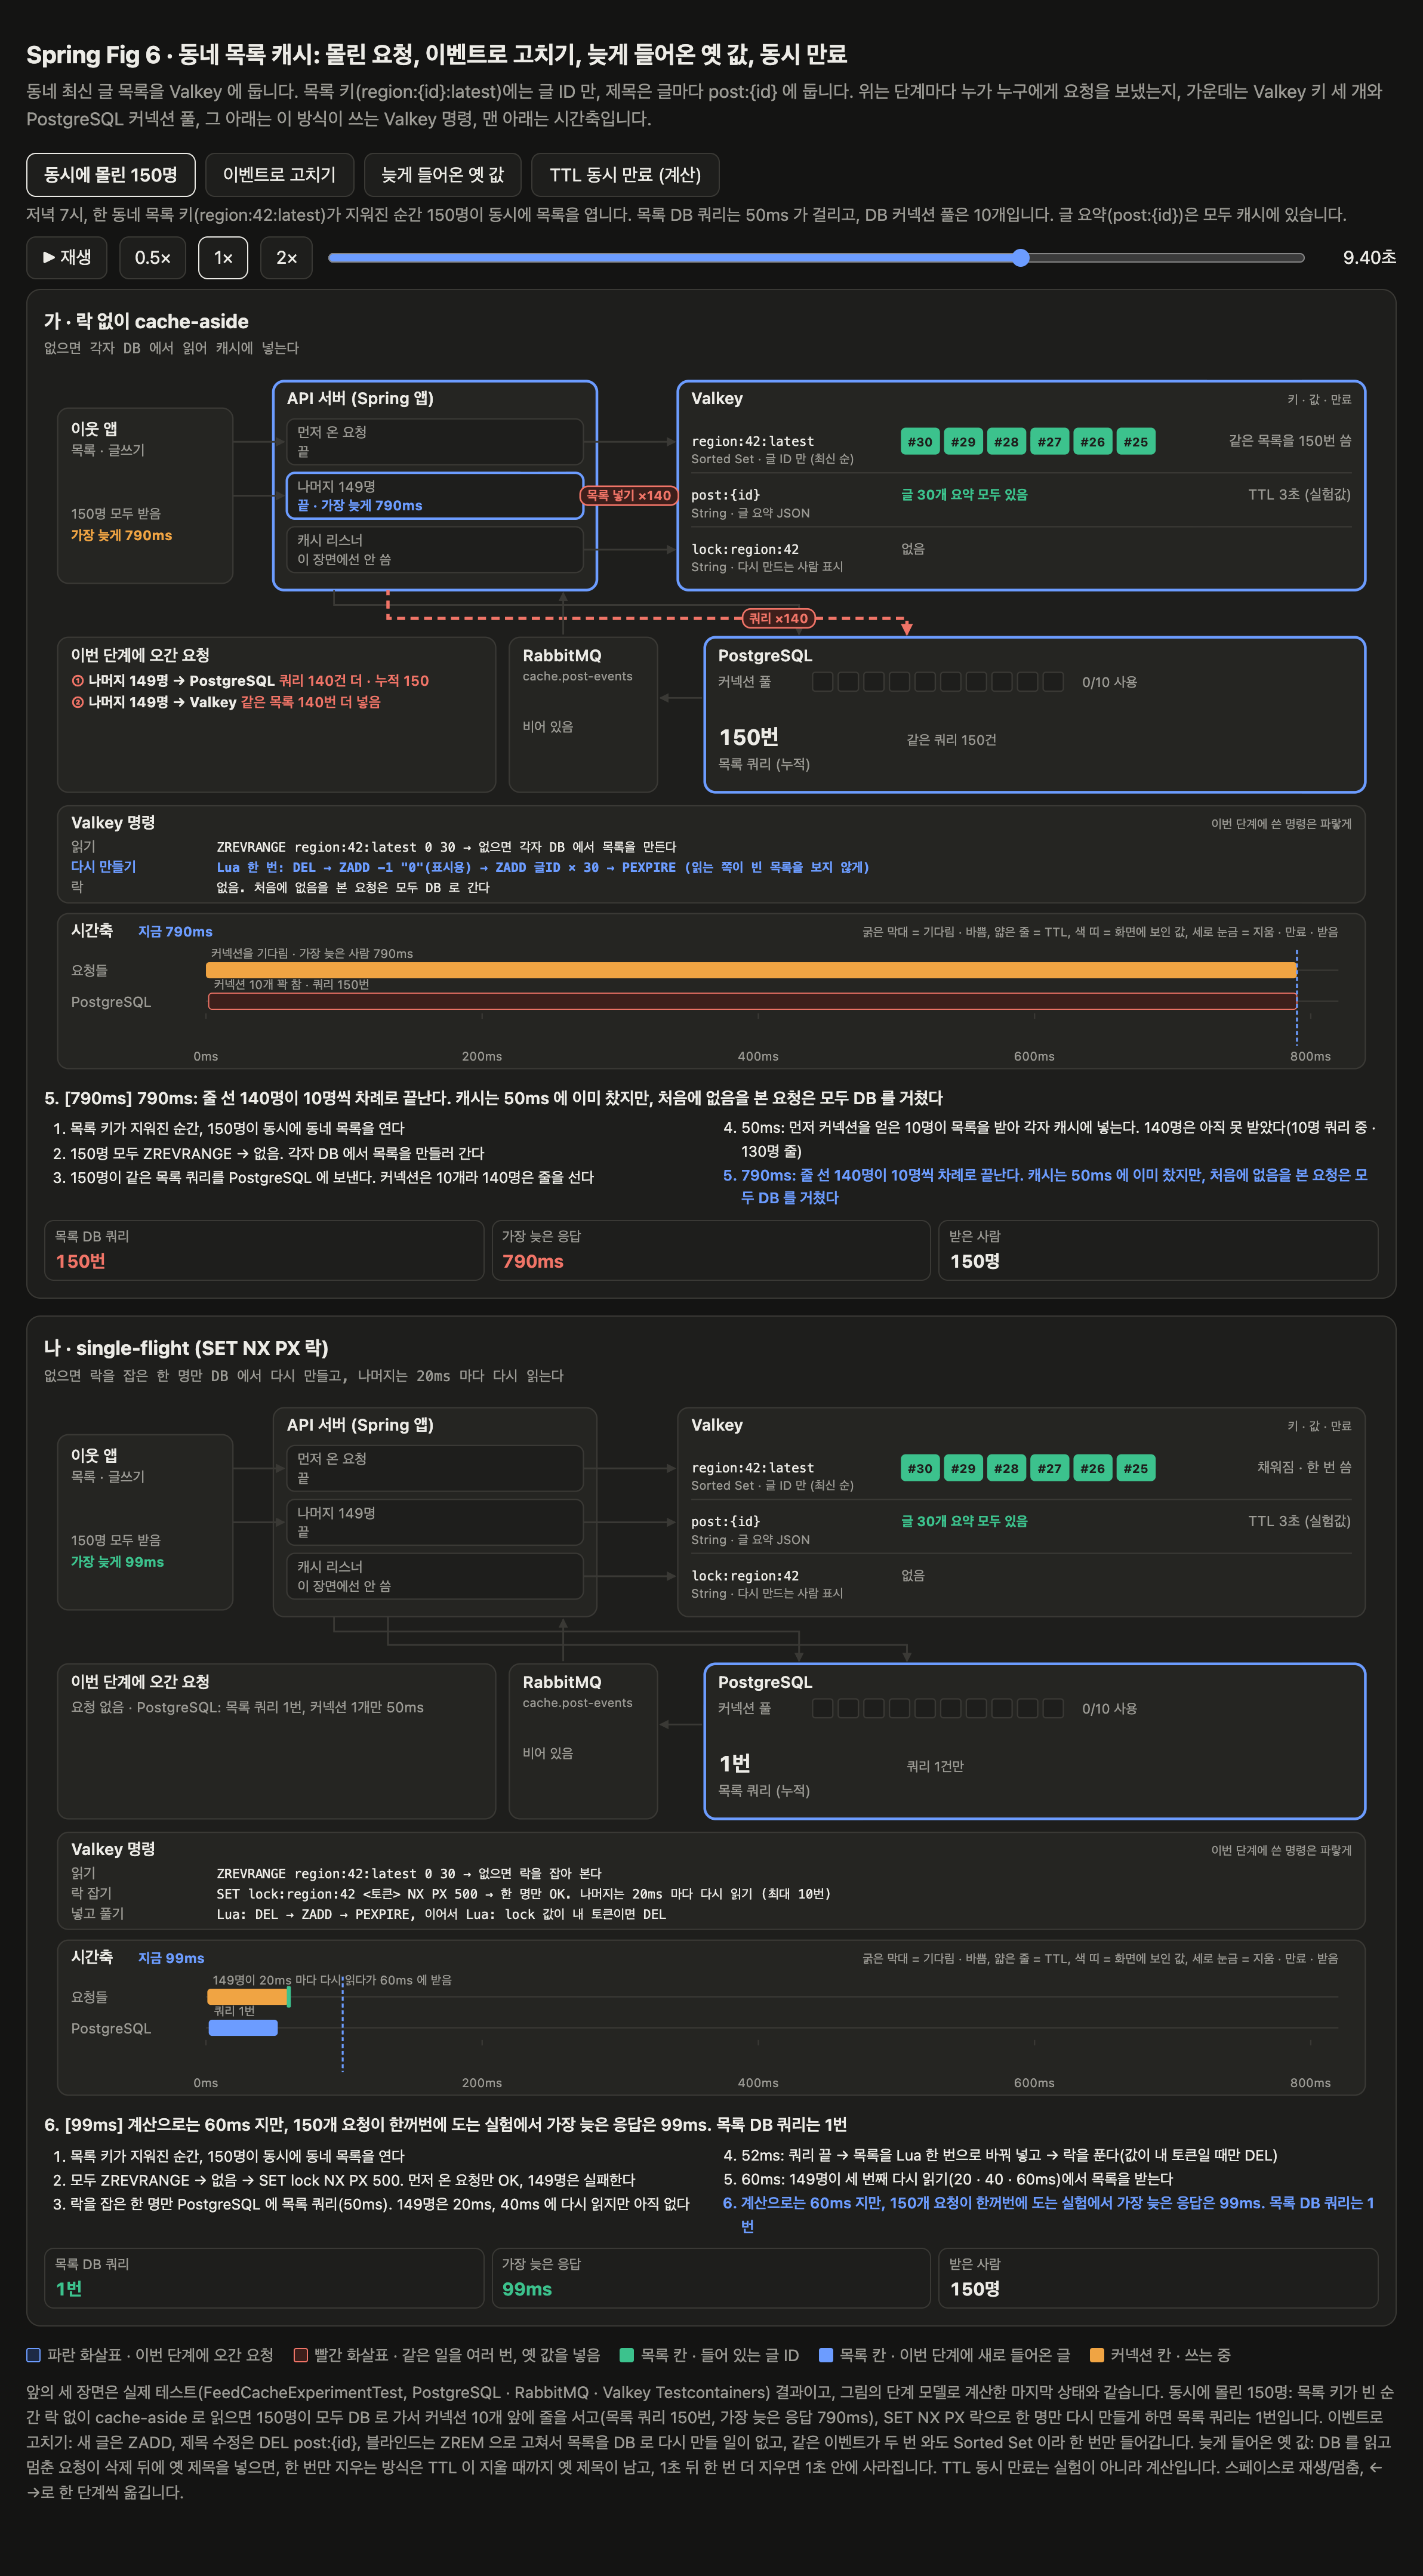 Spring Fig 6 · 동네 목록 캐시: 몰린 요청, 이벤트로 고치기, 늦게 들어온 옛 값, 동시 만료
동네 최신 글 목록을 Valkey 에 둡니다. 목록 키(region:{id}:latest)에는 글 ID 만, 제목은 글마다 post:{id} 에 둡니다. 위는 단계마다 누가 누구에게 요청을 보냈는지, 가운데는 Valkey 키 세 개와
PostgreSQL 커넥션 풀, 그 아래는 이 방식이 쓰는 Valkey 명령, 맨 아래는 시간축입니다.
동시에 몰린 150명
이벤트로 고치기
늦게 들어온 옛 값
TTL 동시 만료 (계산)
저녁 7시, 한 동네 목록 키(region:42:latest)가 지워진 순간 150명이 동시에 목록을 엽니다. 목록 DB 쿼리는 50ms 가 걸리고, DB 커넥션 풀은 10개입니다. 글 요약(post:{id})은 모두 캐시에 있습니다.
▶ 재생
0.5×
1×
2×
9.40초
가 · 락 없이 cache-aside
없으면 각자 DB 에서 읽어 캐시에 넣는다
이웃 앱
목록 · 글쓰기
150명 모두 받음
가장 늦게 790ms
API 서버 (Spring 앱)
먼저 온 요청
끝
나머지 149명
끝 · 가장 늦게 790ms
캐시 리스너
이 장면에선 안 씀
목록 넣기 ×140
Valkey
키 · 값 · 만료
region:42:latest
Sorted Set · 글 ID 만 (최신 순)
#30 #29 #28 #27 #26 #25
같은 목록을 150번 씀
post:{id}
String · 글 요약 JSON
글 30개 요약 모두 있음
TTL 3초 (실험값)
lock:region:42
String · 다시 만드는 사람 표시
없음
쿼리 ×140
이번 단계에 오간 요청
① 나머지 149명 → PostgreSQL 쿼리 140건 더 · 누적 150
② 나머지 149명 → Valkey 같은 목록 140번 더 넣음
RabbitMQ
cache.post-events
비어 있음
PostgreSQL
커넥션 풀
0/10 사용
150번
같은 쿼리 150건
목록 쿼리 (누적)
Valkey 명령
이번 단계에 쓴 명령은 파랗게
읽기 ZREVRANGE region:42:latest 0 30 → 없으면 각자 DB 에서 목록을 만든다
다시 만들기 Lua 한 번: DEL → ZADD −1 "0"(표시용) → ZADD 글ID × 30 → PEXPIRE (읽는 쪽이 빈 목록을 보지 않게)
락 없음. 처음에 없음을 본 요청은 모두 DB 로 간다
시간축
지금 790ms
굵은 막대 = 기다림 · 바쁨, 얇은 줄 = TTL, 색 띠 = 화면에 보인 값, 세로 눈금 = 지움 · 만료 · 받음
커넥션을 기다림 · 가장 늦은 사람 790ms
요청들
커넥션 10개 꽉 참 · 쿼리 150번
PostgreSQL
0ms 200ms 400ms 600ms 800ms
5. [790ms] 790ms: 줄 선 140명이 10명씩 차례로 끝난다. 캐시는 50ms 에 이미 찼지만, 처음에 없음을 본 요청은 모두 DB 를 거쳤다
1. 목록 키가 지워진 순간, 150명이 동시에 동네 목록을 연다
2. 150명 모두 ZREVRANGE → 없음. 각자 DB 에서 목록을 만들러 간다
3. 150명이 같은 목록 쿼리를 PostgreSQL 에 보낸다. 커넥션은 10개라 140명은 줄을 선다
4. 50ms: 먼저 커넥션을 얻은 10명이 목록을 받아 각자 캐시에 넣는다. 140명은 아직 못 받았다(10명 쿼리 중 ·
130명 줄)
5. 790ms: 줄 선 140명이 10명씩 차례로 끝난다. 캐시는 50ms 에 이미 찼지만, 처음에 없음을 본 요청은 모
두 DB 를 거쳤다
목록 DB 쿼리
150번
가장 늦은 응답
790ms
받은 사람
150명
나 · single-flight (SET NX PX 락)
없으면 락을 잡은 한 명만 DB 에서 다시 만들고, 나머지는 20ms 마다 다시 읽는다
이웃 앱
목록 · 글쓰기
150명 모두 받음
가장 늦게 99ms
API 서버 (Spring 앱)
먼저 온 요청
끝
나머지 149명
끝
캐시 리스너
이 장면에선 안 씀
Valkey
키 · 값 · 만료
region:42:latest
Sorted Set · 글 ID 만 (최신 순)
#30 #29 #28 #27 #26 #25
채워짐 · 한 번 씀
post:{id}
String · 글 요약 JSON
글 30개 요약 모두 있음
TTL 3초 (실험값)
lock:region:42
String · 다시 만드는 사람 표시
없음
이번 단계에 오간 요청
요청 없음 · PostgreSQL: 목록 쿼리 1번, 커넥션 1개만 50ms
RabbitMQ
cache.post-events
비어 있음
PostgreSQL
커넥션 풀
0/10 사용
1번
쿼리 1건만
목록 쿼리 (누적)
Valkey 명령
이번 단계에 쓴 명령은 파랗게
읽기 ZREVRANGE region:42:latest 0 30 → 없으면 락을 잡아 본다
락 잡기 SET lock:region:42 <토큰> NX PX 500 → 한 명만 OK. 나머지는 20ms 마다 다시 읽기 (최대 10번)
넣고 풀기 Lua: DEL → ZADD → PEXPIRE, 이어서 Lua: lock 값이 내 토큰이면 DEL
시간축
지금 99ms
굵은 막대 = 기다림 · 바쁨, 얇은 줄 = TTL, 색 띠 = 화면에 보인 값, 세로 눈금 = 지움 · 만료 · 받음
149명이 20ms 마다 다시 읽다가 60ms 에 받음
요청들
쿼리 1번
PostgreSQL
0ms 200ms 400ms 600ms 800ms
6. [99ms] 계산으로는 60ms 지만, 150개 요청이 한꺼번에 도는 실험에서 가장 늦은 응답은 99ms. 목록 DB 쿼리는 1번
1. 목록 키가 지워진 순간, 150명이 동시에 동네 목록을 연다
2. 모두 ZREVRANGE → 없음 → SET lock NX PX 500. 먼저 온 요청만 OK, 149명은 실패한다
3. 락을 잡은 한 명만 PostgreSQL 에 목록 쿼리(50ms). 149명은 20ms, 40ms 에 다시 읽지만 아직 없다
4. 52ms: 쿼리 끝 → 목록을 Lua 한 번으로 바꿔 넣고 → 락을 푼다(값이 내 토큰일 때만 DEL)
5. 60ms: 149명이 세 번째 다시 읽기(20 · 40 · 60ms)에서 목록을 받는다
6. 계산으로는 60ms 지만, 150개 요청이 한꺼번에 도는 실험에서 가장 늦은 응답은 99ms. 목록 DB 쿼리는 1
번
목록 DB 쿼리
1번
가장 늦은 응답
99ms
받은 사람
150명
파란 화살표 · 이번 단계에 오간 요청
빨간 화살표 · 같은 일을 여러 번, 옛 값을 넣음
목록 칸 · 들어 있는 글 ID
목록 칸 · 이번 단계에 새로 들어온 글
커넥션 칸 · 쓰는 중
앞의 세 장면은 실제 테스트(FeedCacheExperimentTest, PostgreSQL · RabbitMQ · Valkey Testcontainers) 결과이고, 그림의 단계 모델로 계산한 마지막 상태와 같습니다. 동시에 몰린 150명: 목록 키가 빈 순
간 락 없이 cache-aside 로 읽으면 150명이 모두 DB 로 가서 커넥션 10개 앞에 줄을 서고(목록 쿼리 150번, 가장 늦은 응답 790ms), SET NX PX 락으로 한 명만 다시 만들게 하면 목록 쿼리는 1번입니다. 이벤트로
고치기: 새 글은 ZADD, 제목 수정은 DEL post:{id}, 블라인드는 ZREM 으로 고쳐서 목록을 DB 로 다시 만들 일이 없고, 같은 이벤트가 두 번 와도 Sorted Set 이라 한 번만 들어갑니다. 늦게 들어온 옛 값: DB 를 읽고
멈춘 요청이 삭제 뒤에 옛 제목을 넣으면, 한 번만 지우는 방식은 TTL 이 지울 때까지 옛 제목이 남고, 1초 뒤 한 번 더 지우면 1초 안에 사라집니다. TTL 동시 만료는 실험이 아니라 계산입니다. 스페이스로 재생/멈춤, ←
→로 한 단계씩 옮깁니다.